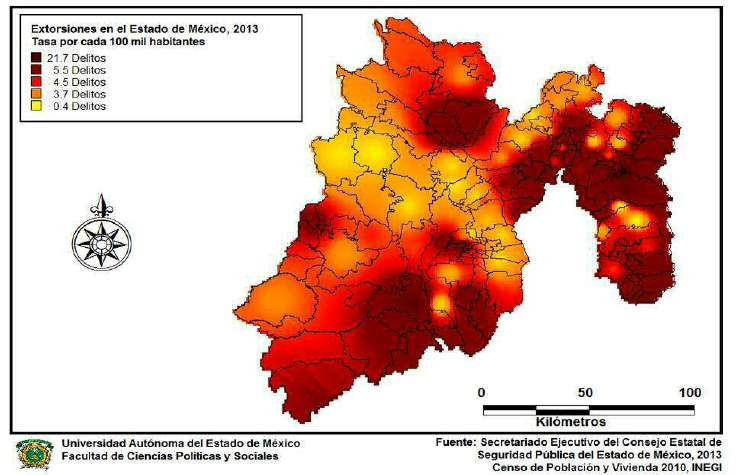 Extorsiones en el Estado de México, 2013
Tasa por cada 100 mil habitantes
21.7 Delitos
5.5 Delitos
4.5 Delitos
3.7 Delitos
0.4 Delitos
0 50 100
Kilómetros
Universidad Autónoma del Estado de México
Facultad de Ciencias Políticas y Sociales
Fuente: Secretariado Ejecutivo del Consejo Estatal de
Seguridad Pública del Estado de México, 2013
Censo de Población y Vivienda 2010, INEGI